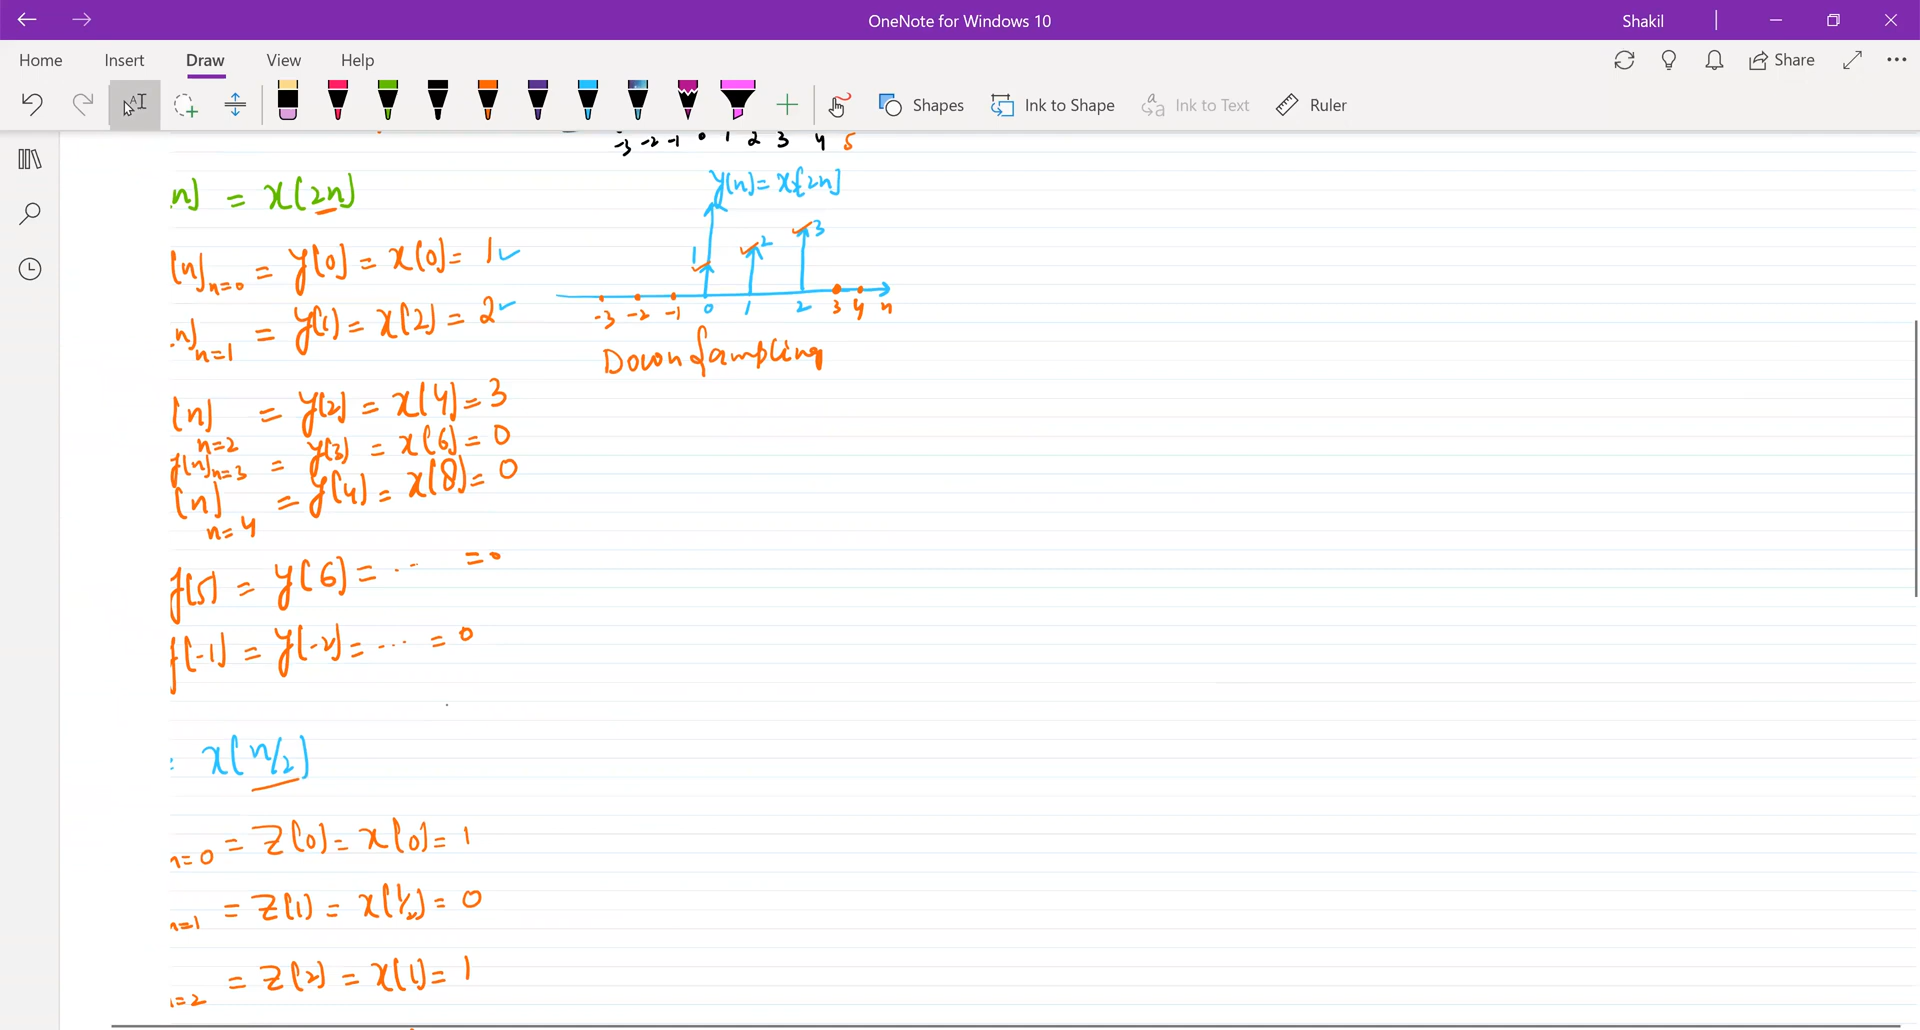 OneNote for Windows 10
Shakil
Home Insert Draw View Help
Share
Shapes
Ink to Shape
Ink to Text
Ruler
-3 -2 -1 0 1 2 3 4 5
n] = x[2n]
y[n] = x[2n]
[n] n=0 = y[0] = x[0] = 1
1 2 3
-3 -2 -1 0 1 2 3 4 n
n] n=1 = y[1] = x[2] = 2
Down Sampling
[n] n=2 = y[2] = x[4] = 3
y[n] n=3 = y[3) = x[6] = 0
[n] n=4 = y[4] = x[8] = 0
y[5] = y[6] = ... = 0
y[-1] = y[-2] = ... = 0
= x[n/2]
n=0 = Z[0] = x[0] = 1
n=1 = Z[1] = x[1/2] = 0
n=2 = Z[2] = x[1] = 1